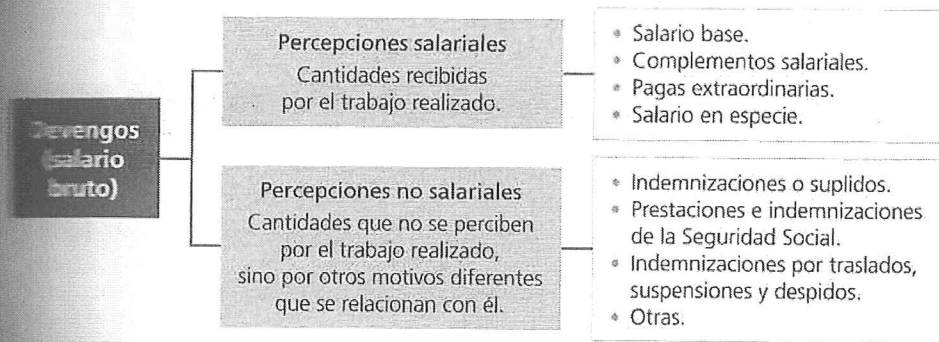 Devengos
(salario
bruto)
Percepciones salariales
Cantidades recibidas
por el trabajo realizado.
• Salario base.
• Complementos salariales.
• Pagas extraordinarias.
• Salario en especie.
Percepciones no salariales
Cantidades que no se perciben
por el trabajo realizado,
sino por otros motivos diferentes
que se relacionan con él.
• Indemnizaciones o suplidos.
• Prestaciones e indemnizaciones
de la Seguridad Social.
• Indemnizaciones por traslados,
suspensiones y despidos.
• Otras.